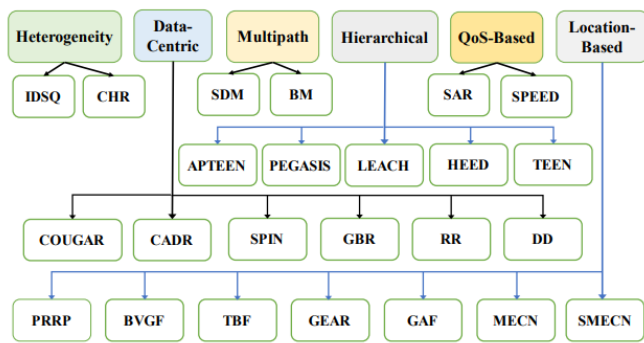 Heterogeneity
Data-
Centric
Multipath
Hierarchical
QoS-Based
Location-
Based
IDSQ
CHR
SDM
BM
SAR
SPEED
APTEEN
PEGASIS
LEACH
HEED
TEEN
COUGAR
CADR
SPIN
GBR
RR
DD
PRRP
BVGF
TBF
GEAR
GAF
MECN
SMECN